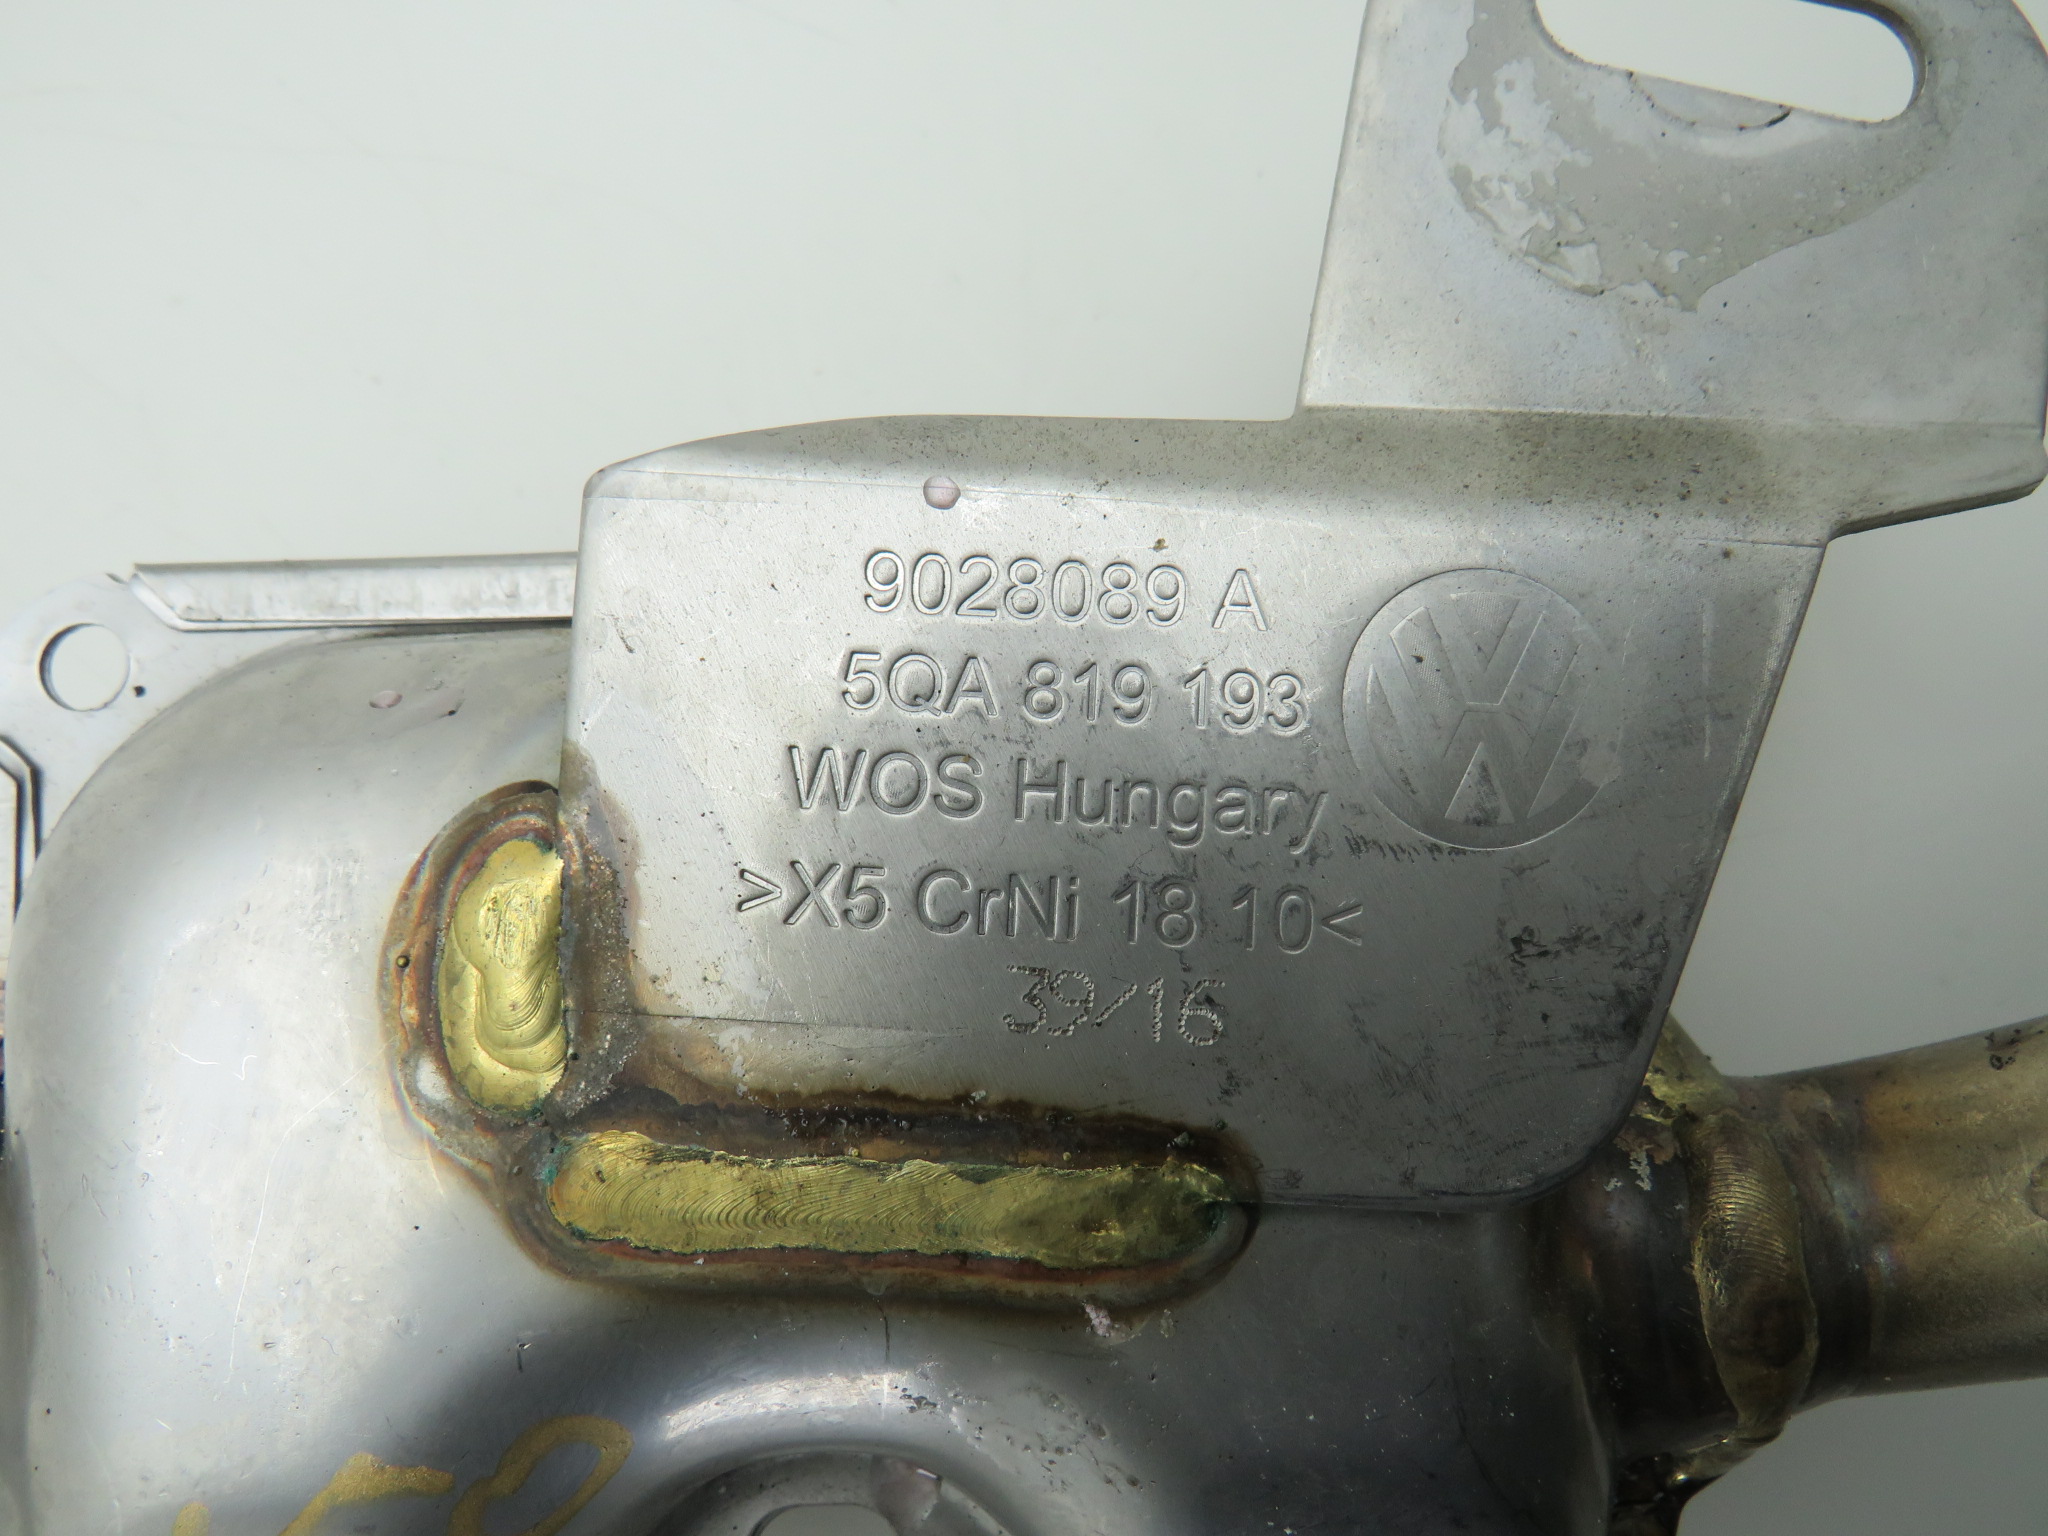 9028089 A
5QA 819 193
WOS Hungary
>X5 CrNi 18 10<
39/16